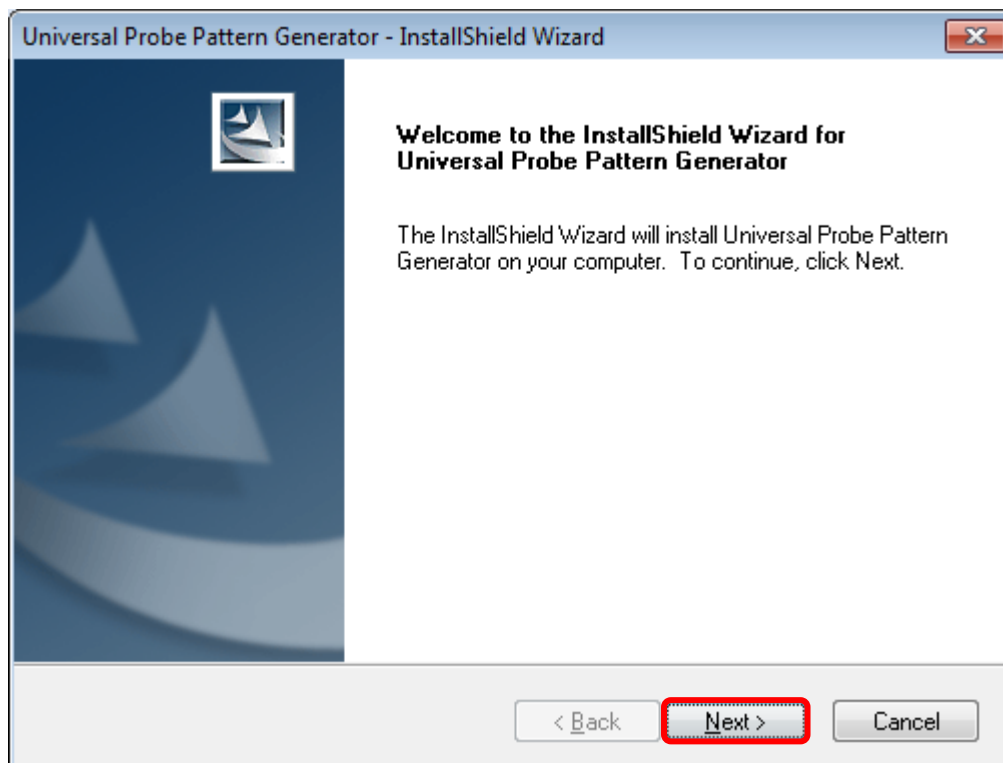 Universal Probe Pattern Generator - InstallShield Wizard
Welcome to the InstallShield Wizard for
Universal Probe Pattern Generator
The InstallShield Wizard will install Universal Probe Pattern
Generator on your computer.  To continue, click Next.
< Back Next > Cancel